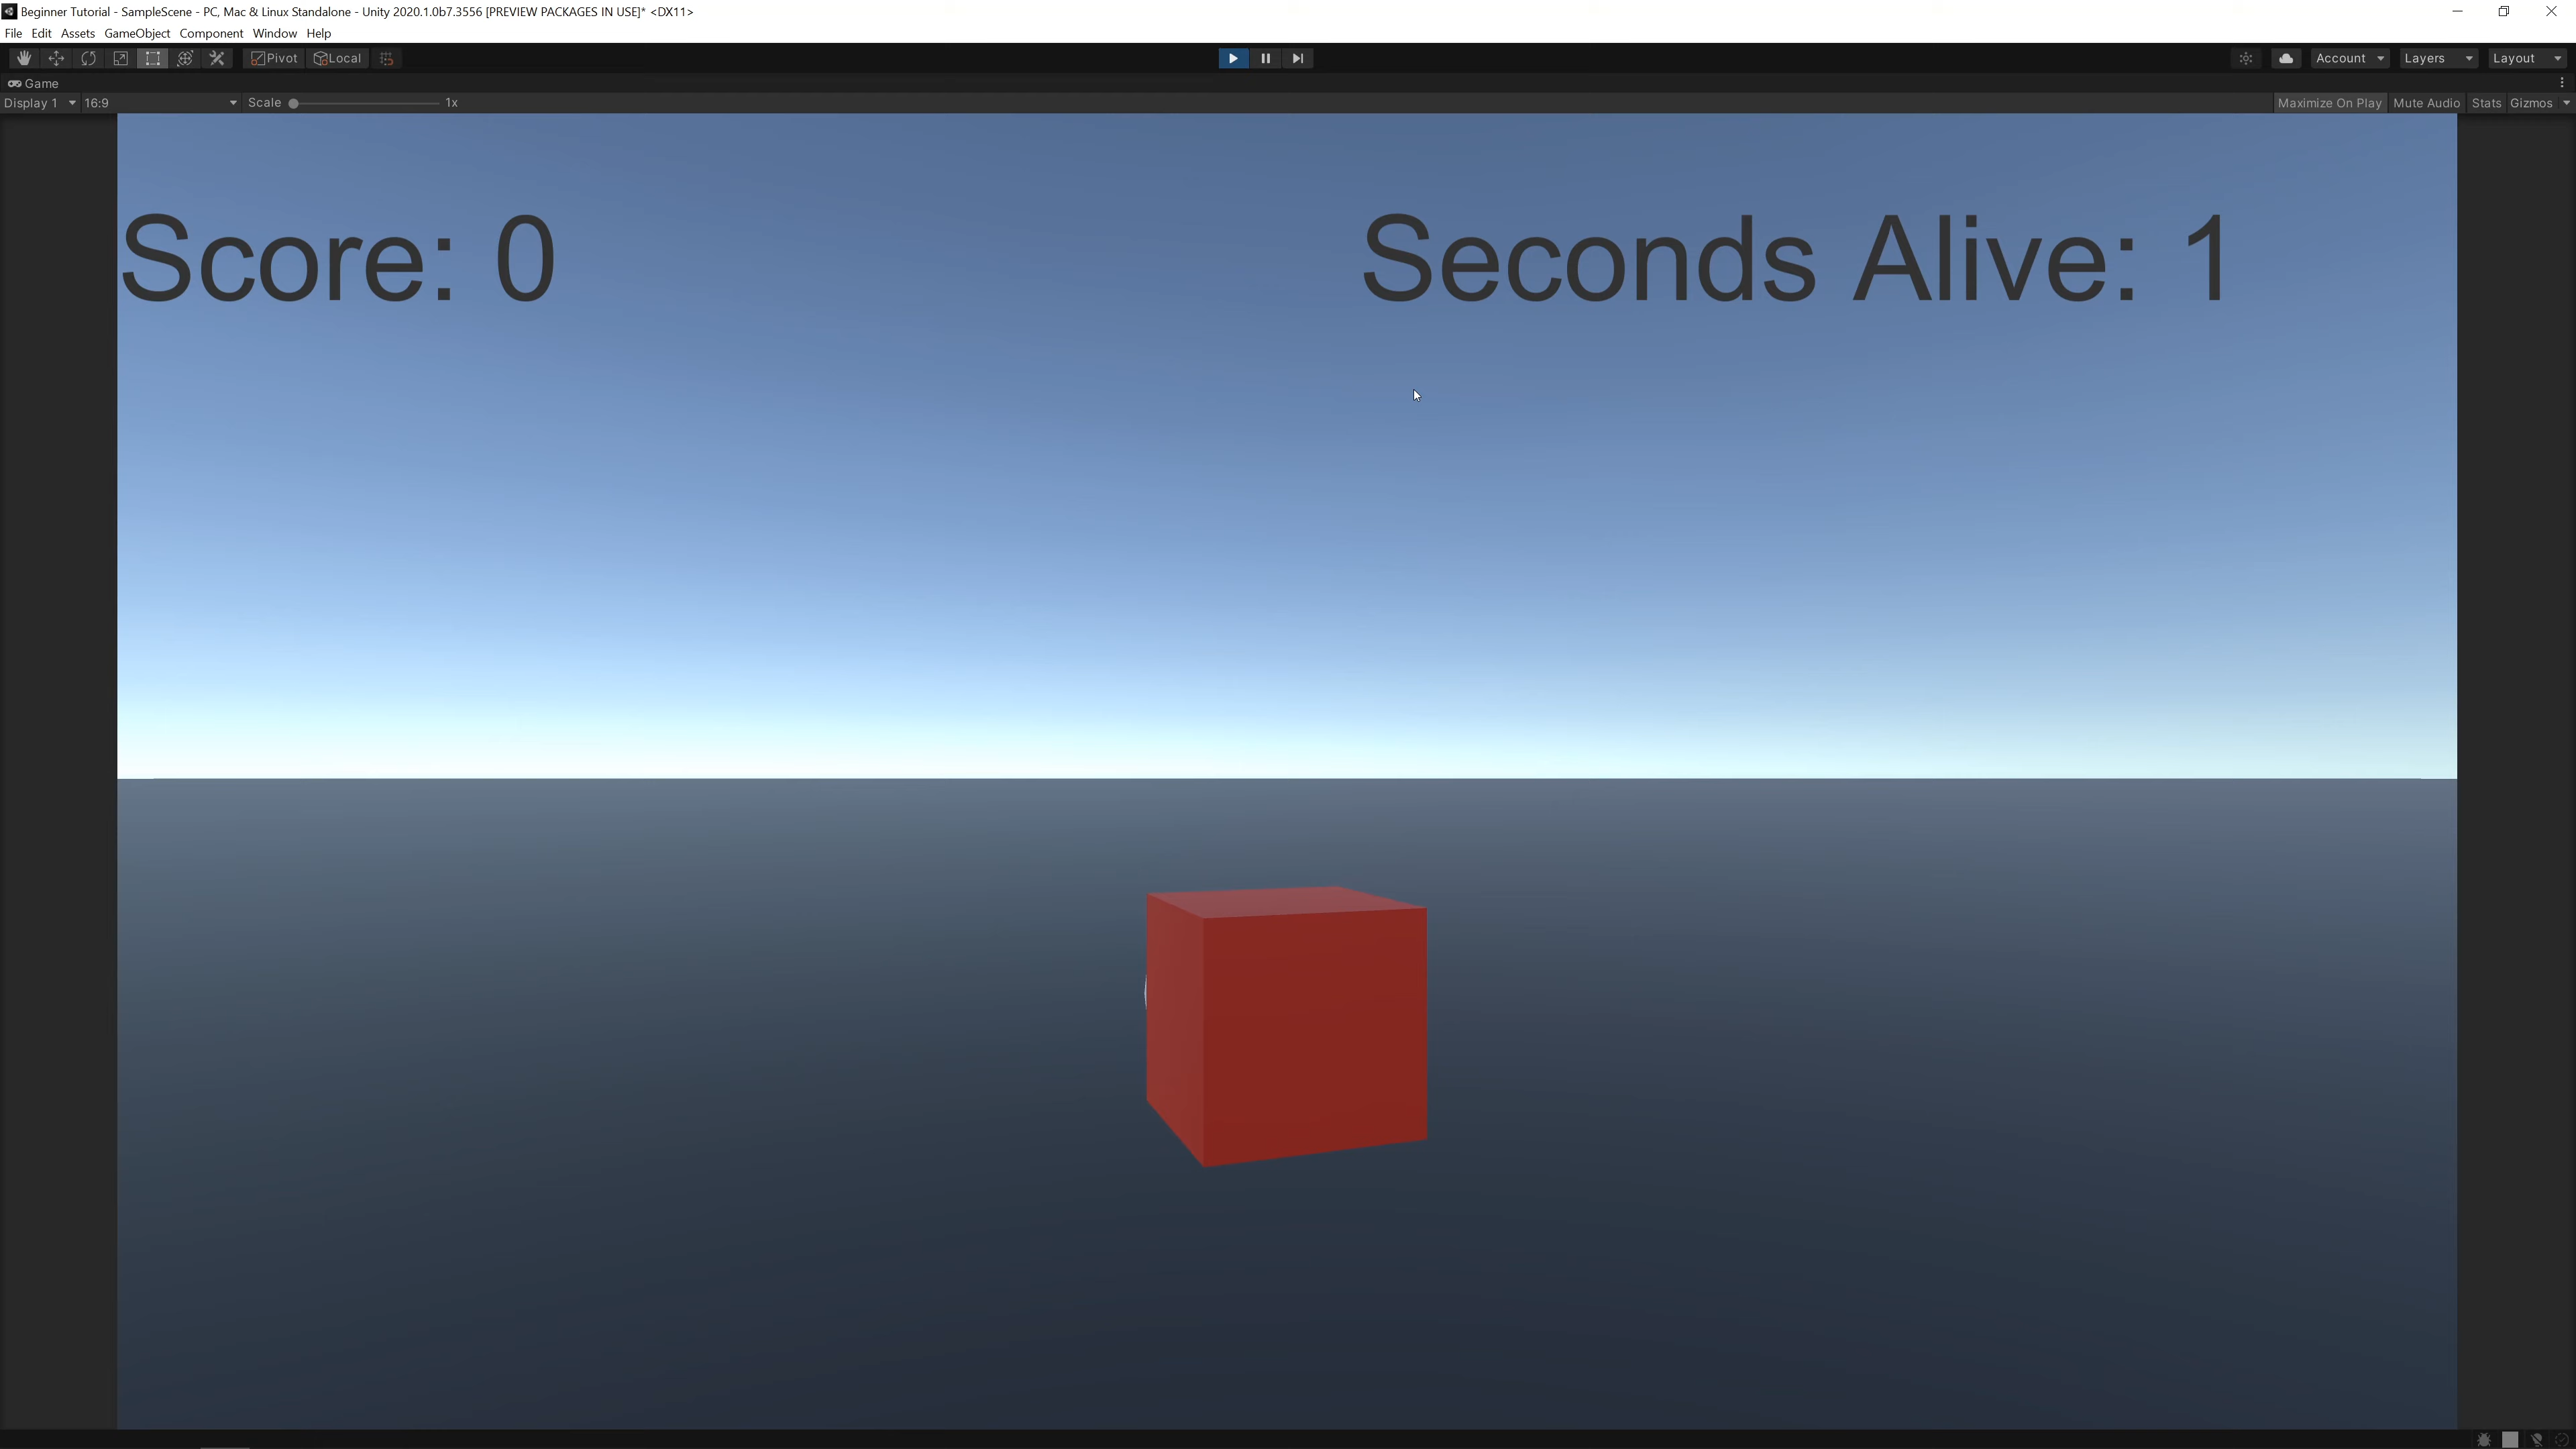 Beginner Tutorial - SampleScene - PC, Mac & Linux Standalone - Unity 2020.1.0b7.3556 [PREVIEW PACKAGES IN USE]* <DX11>
File Edit Assets GameObject Component Window Help
Pivot Local Account Layers Layout
Game
Display 1 16:9 Scale 1x Maximize On Play Mute Audio Stats Gizmos
Score: 0 Seconds Alive: 1